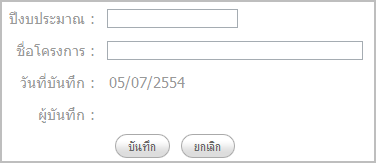 ปีงบประมาณ :
ชื่อโครงการ :
วันที่บันทึก : 05/07/2554
ผู้บันทึก :
บันทึก ยกเลิก